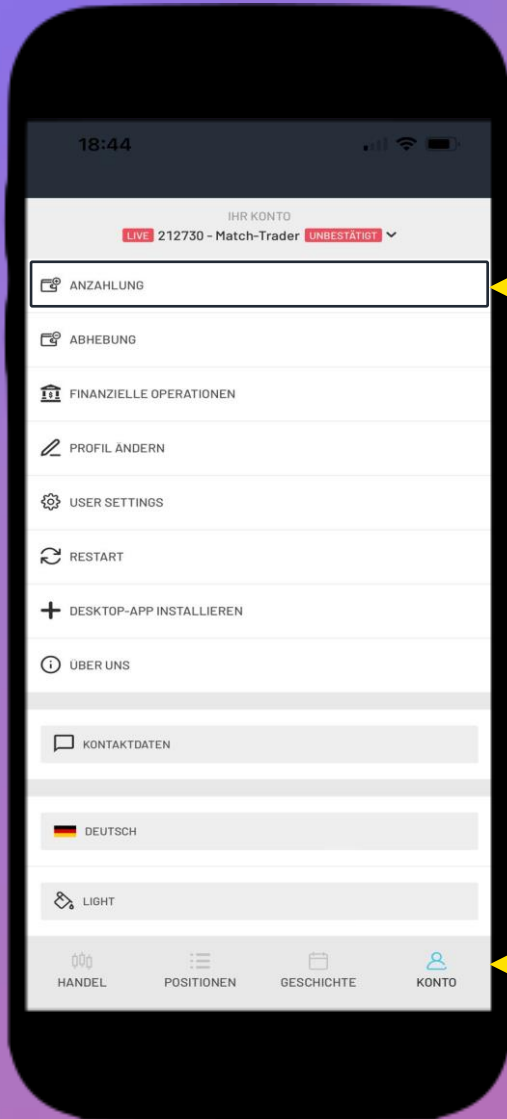 18:44
IHR KONTO
LIVE 212730 - Match-Trader UNBESTÄTIGT
ANZAHLUNG
ABHEBUNG
FINANZIELLE OPERATIONEN
PROFIL ÄNDERN
USER SETTINGS
RESTART
DESKTOP-APP INSTALLIEREN
ÜBER UNS
KONTAKTDATEN
DEUTSCH
LIGHT
HANDEL POSITIONEN GESCHICHTE KONTO